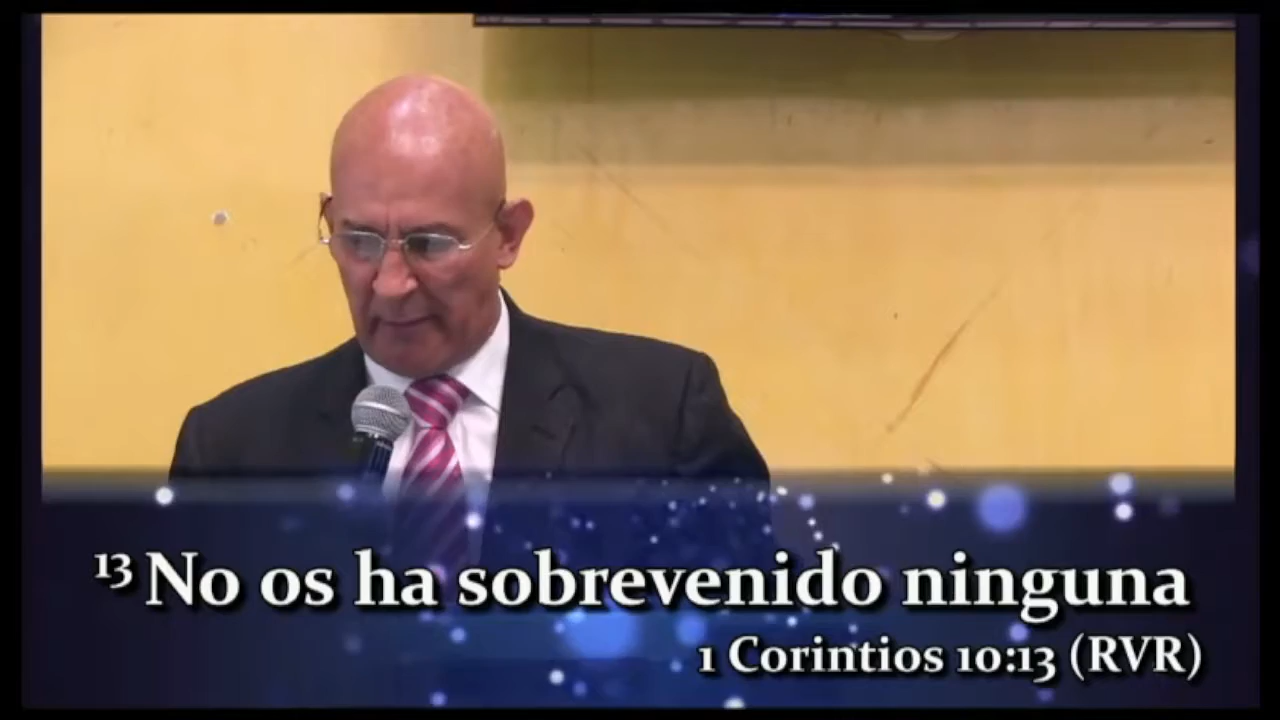 13 No os ha sobrevenido ninguna
1 Corintios 10:13 (RVR)